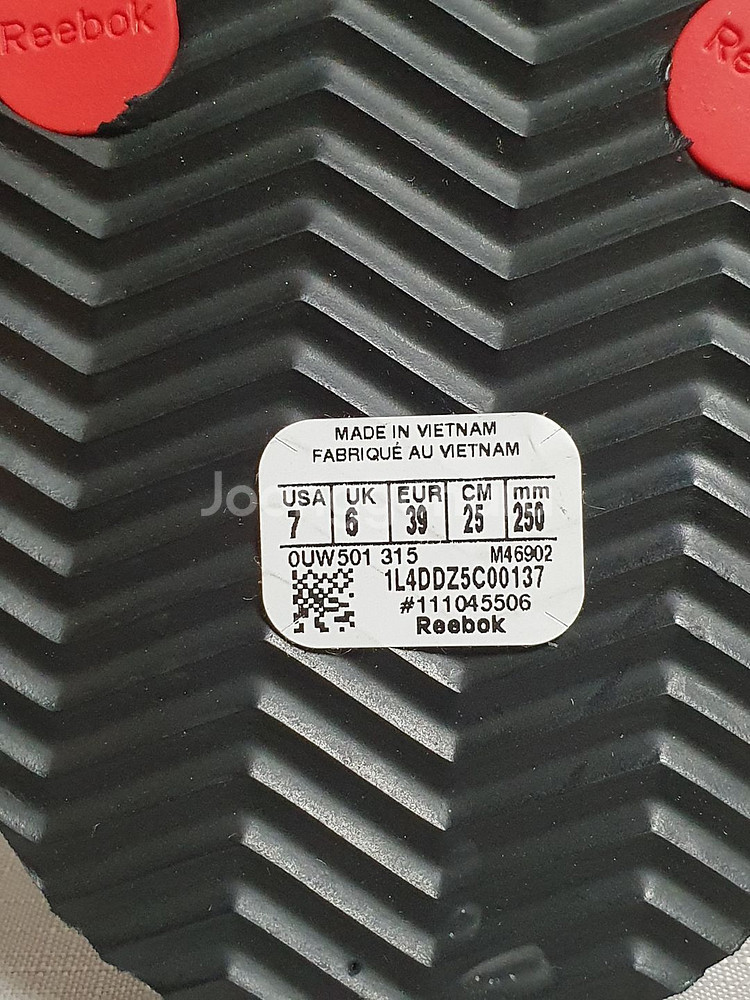 Reebok
MADE IN VIETNAM
FABRIQUÉ AU VIETNAM
USA UK EUR CM mm
7 6 39 25 250
0UW501 315 M46902
1L4DDZ5C00137
#111045506
Reebok